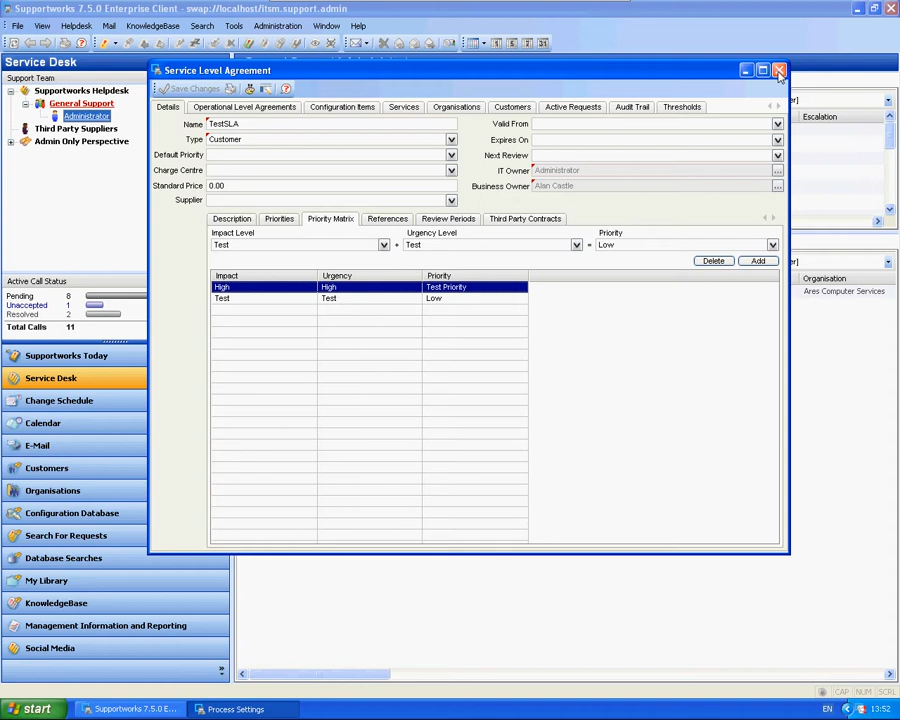 Supportworks 7.5.0 Enterprise Client - swap://localhost/itsm.support.admin
File View Helpdesk Mail KnowledgeBase Search Tools Administration Window Help
Service Desk
Support Team
Supportworks Helpdesk
General Support
Administrator
Third Party Suppliers
Admin Only Perspective
Active Call Status
Pending 8
Unaccepted 1
Resolved 2
Total Calls 11
Supportworks Today
Service Desk
Change Schedule
Calendar
E-Mail
Customers
Organisations
Configuration Database
Search For Requests
Database Searches
My Library
KnowledgeBase
Management Information and Reporting
Social Media
Service Level Agreement
Save Changes
Details Operational Level Agreements Configuration Items Services Organisations Customers Active Requests Audit Trail Thresholds
Name TestSLA
Type Customer
Default Priority
Charge Centre
Standard Price 0.00
Supplier
Valid From
Expires On
Next Review
IT Owner Administrator
Business Owner Alan Castle
Description Priorities Priority Matrix References Review Periods Third Party Contracts
Impact Level Urgency Level Priority
Test + Test = Low
Delete Add
Impact Urgency Priority
High High Test Priority
Test Test Low
Escalation
Organisation
Ares Computer Services
CAP NUM SCRL
start Supportworks 7.5.0 E... Process Settings EN 13:52